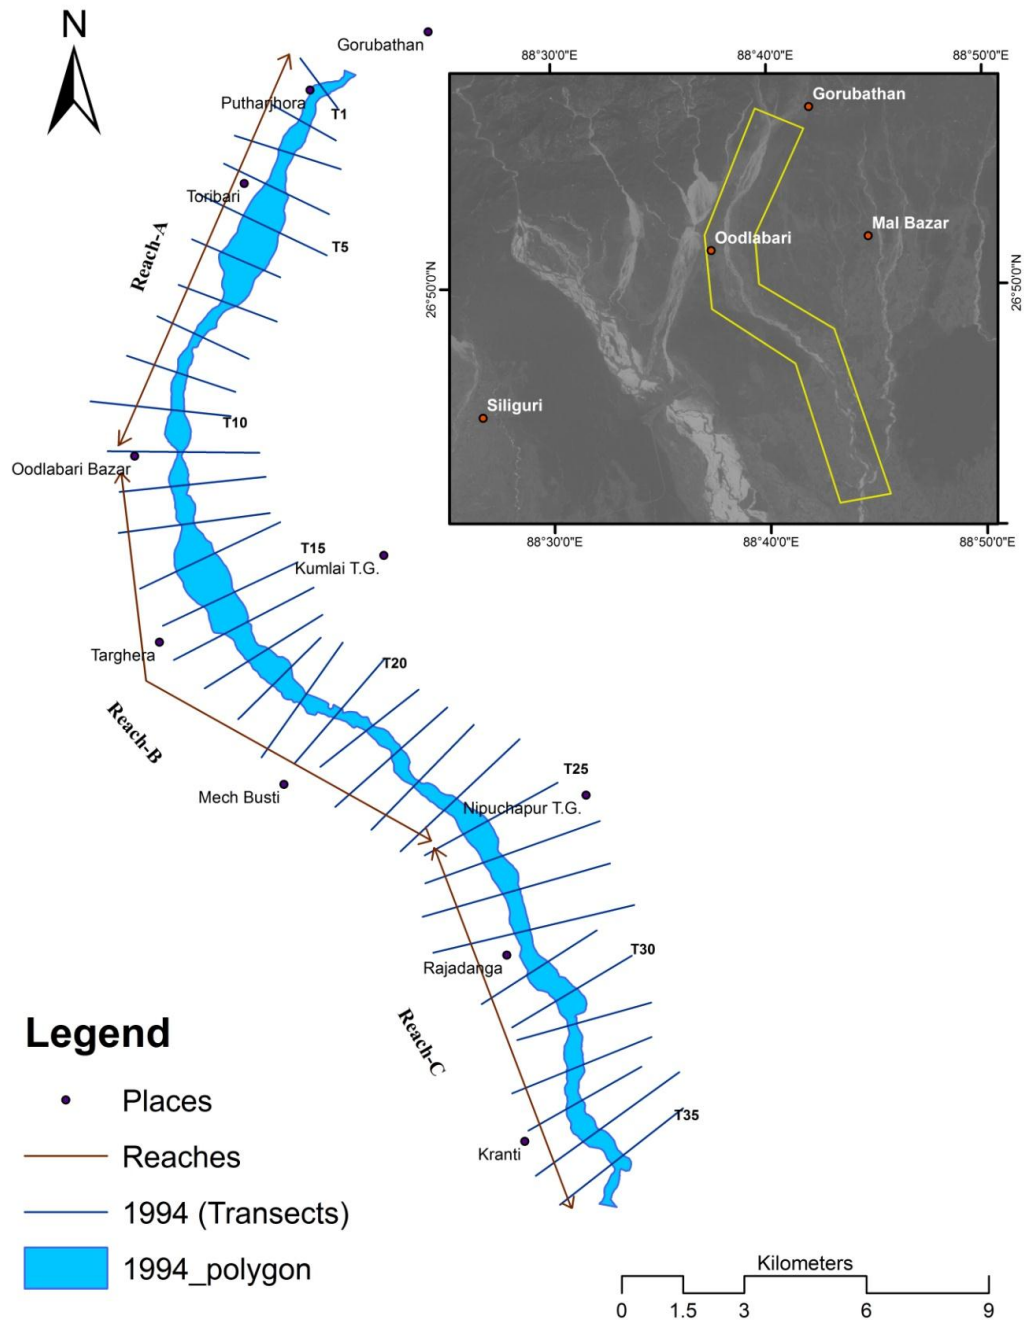 N
Gorubathan
Putharjhora
T1
Toribari
T5
Reach-A
T10
Oodlabari Bazar
T15
Kumlai T.G.
Targhera
T20
Reach-B
Mech Busti
T25
Nipuchapur T.G.
Rajadanga
T30
Reach-C
T35
Kranti
88°30'0"E
88°40'0"E
88°50'0"E
Gorubathan
Mal Bazar
Oodlabari
Siliguri
26°50'0"N
26°50'0"N
88°30'0"E
88°40'0"E
88°50'0"E
Legend
Places
Reaches
1994 (Transects)
1994_polygon
Kilometers
0 1.5 3 6 9